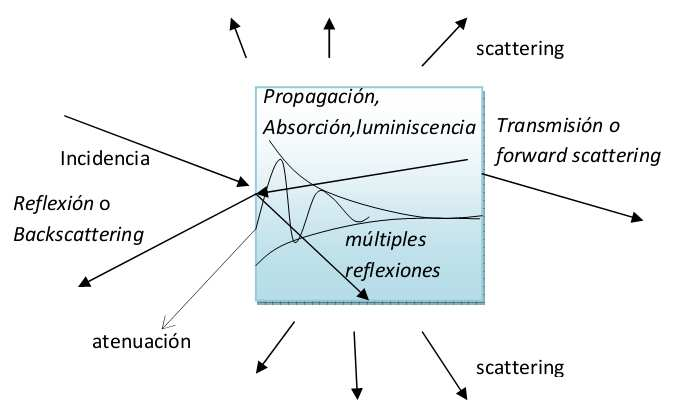 scattering
Propagación,
Absorción,luminiscencia
Transmisión o
forward scattering
Incidencia
Reflexión o
Backscattering
múltiples
reflexiones
atenuación
scattering